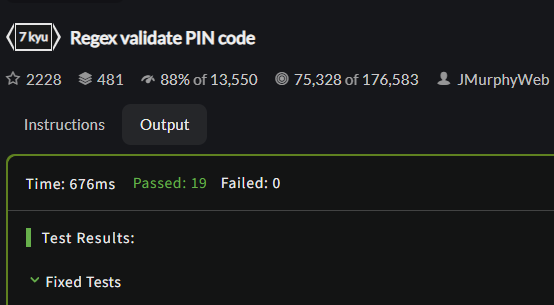 7 kyu Regex validate PIN code
2228 481 88% of 13,550 75,328 of 176,583 JMurphyWeb
Instructions Output
Time: 676ms Passed: 19 Failed: 0
Test Results:
Fixed Tests